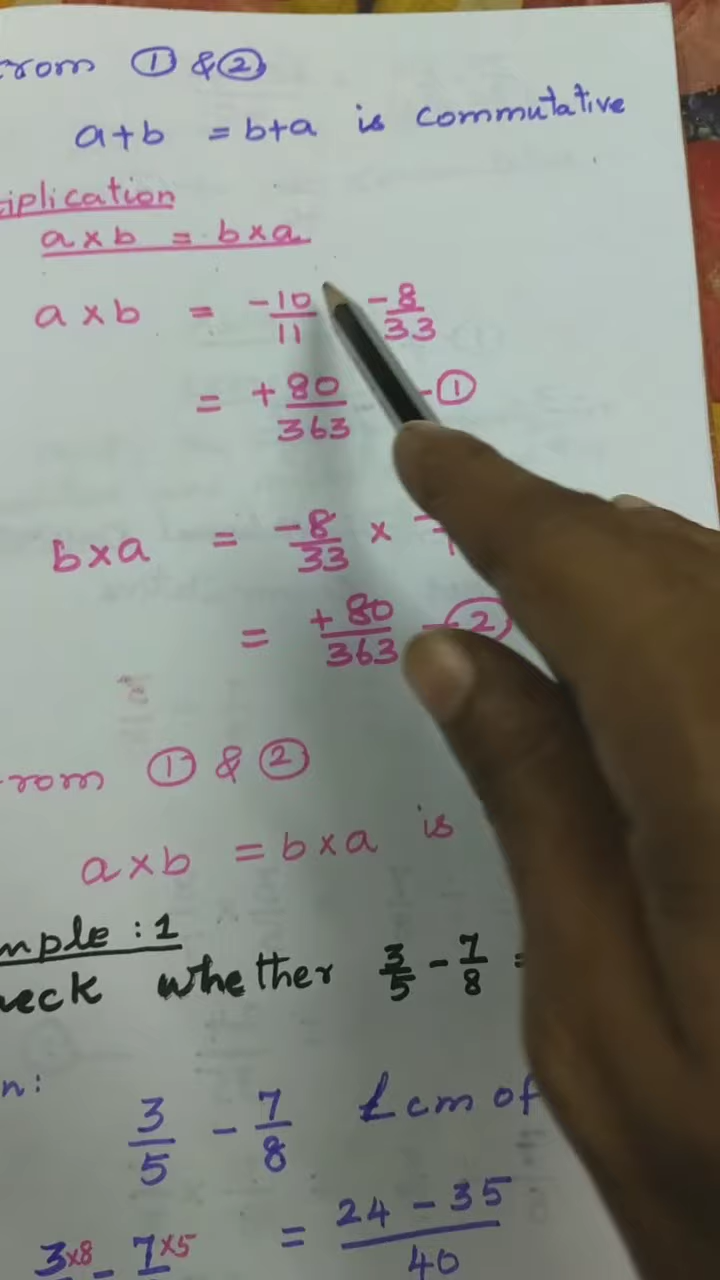 from ① & ②
a+b = b+a is commutative
iplication
a × b = b × a
a × b = -10/11 -8/33
= +80/363 - ①
b × a = -8/33 ×
= +80/363 - ②
rom ① & ②
a × b = b × a is
mple : 1
eck whether 3/5 - 7/8 =
n:
3/5 - 7/8 Lcm of
3×8 - 7×5 = 24 - 35/40